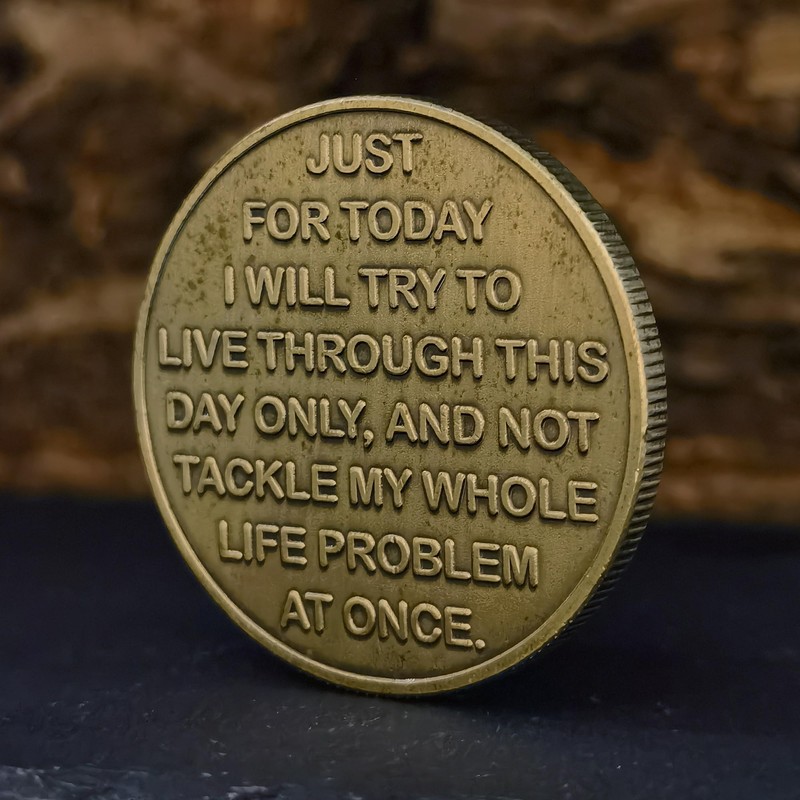 JUST
FOR TODAY
I WILL TRY TO
LIVE THROUGH THIS
DAY ONLY, AND NOT
TACKLE MY WHOLE
LIFE PROBLEM
AT ONCE.